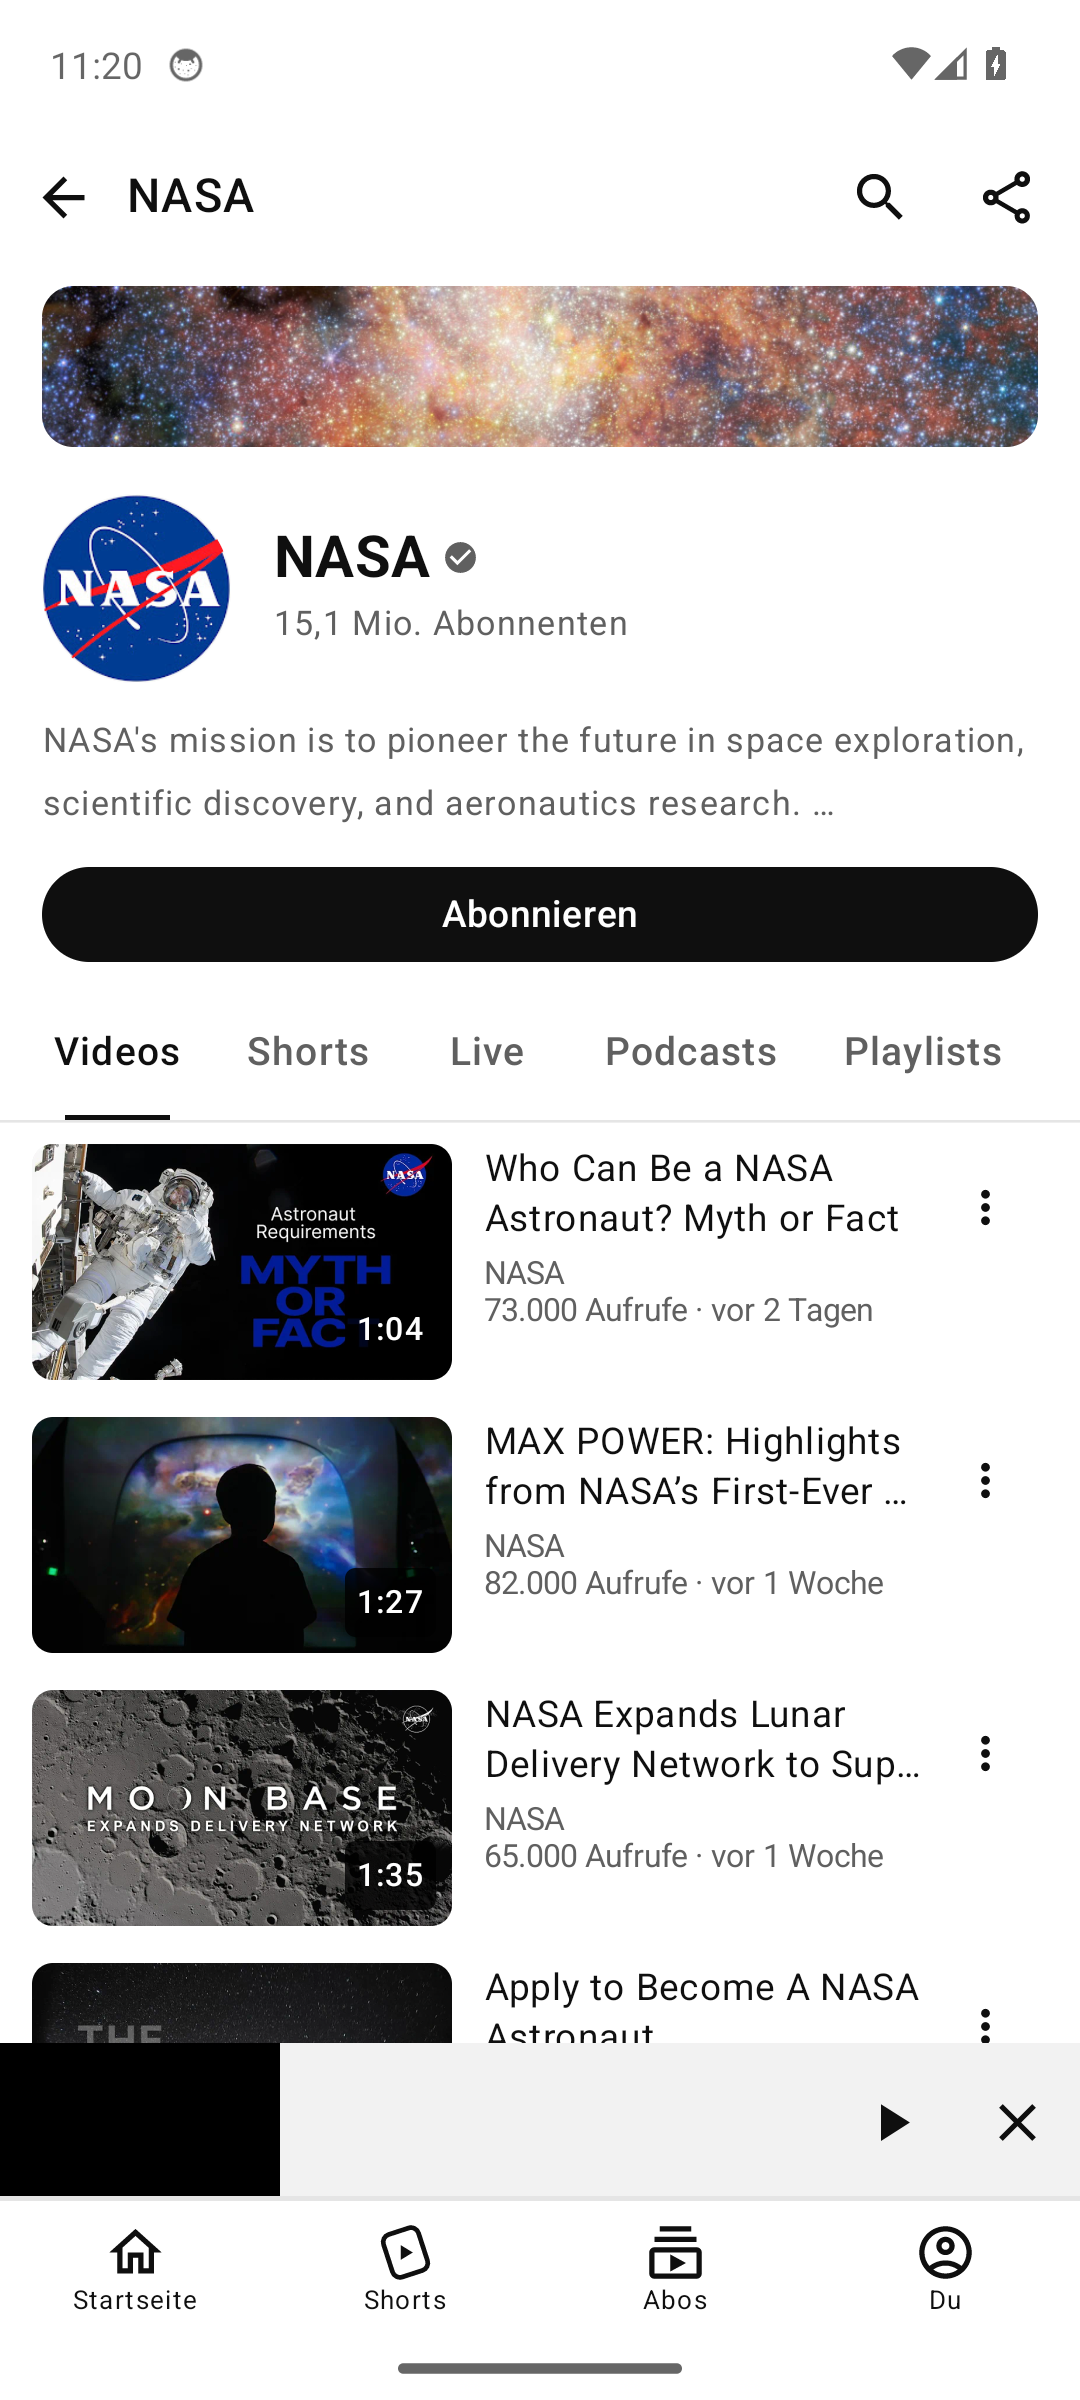 11:20
NASA
NASA
NASA
15,1 Mio. Abonnenten
NASA's mission is to pioneer the future in space exploration,
scientific discovery, and aeronautics research. …
Abonnieren
Videos
Shorts
Live
Podcasts
Playlists
NASA
Astronaut
Requirements
MYTH
OR
FAC
1:04
Who Can Be a NASA
Astronaut? Myth or Fact
NASA
73.000 Aufrufe · vor 2 Tagen
1:27
MAX POWER: Highlights
from NASA’s First-Ever …
NASA
82.000 Aufrufe · vor 1 Woche
NASA
MOON BASE
EXPANDS DELIVERY NETWORK
1:35
NASA Expands Lunar
Delivery Network to Sup…
NASA
65.000 Aufrufe · vor 1 Woche
THE
Apply to Become A NASA
Astronaut
Startseite
Shorts
Abos
Du